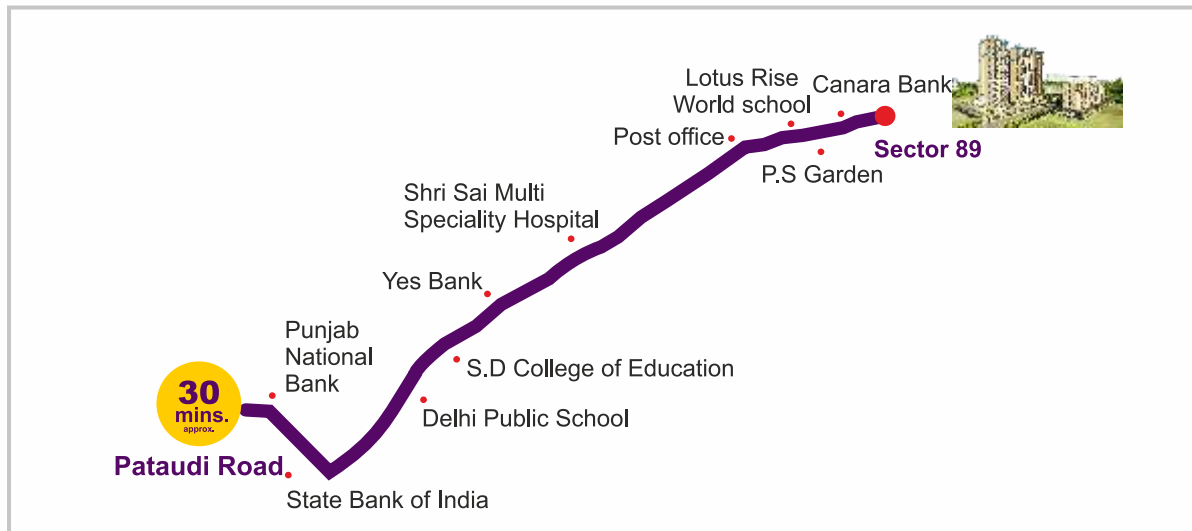 Lotus Rise
World school
Canara Bank
Post office
Sector 89
P.S Garden
Shri Sai Multi
Speciality Hospital
Yes Bank
Punjab
National
Bank
S.D College of Education
30
mins.
approx.
Delhi Public School
Pataudi Road
State Bank of India